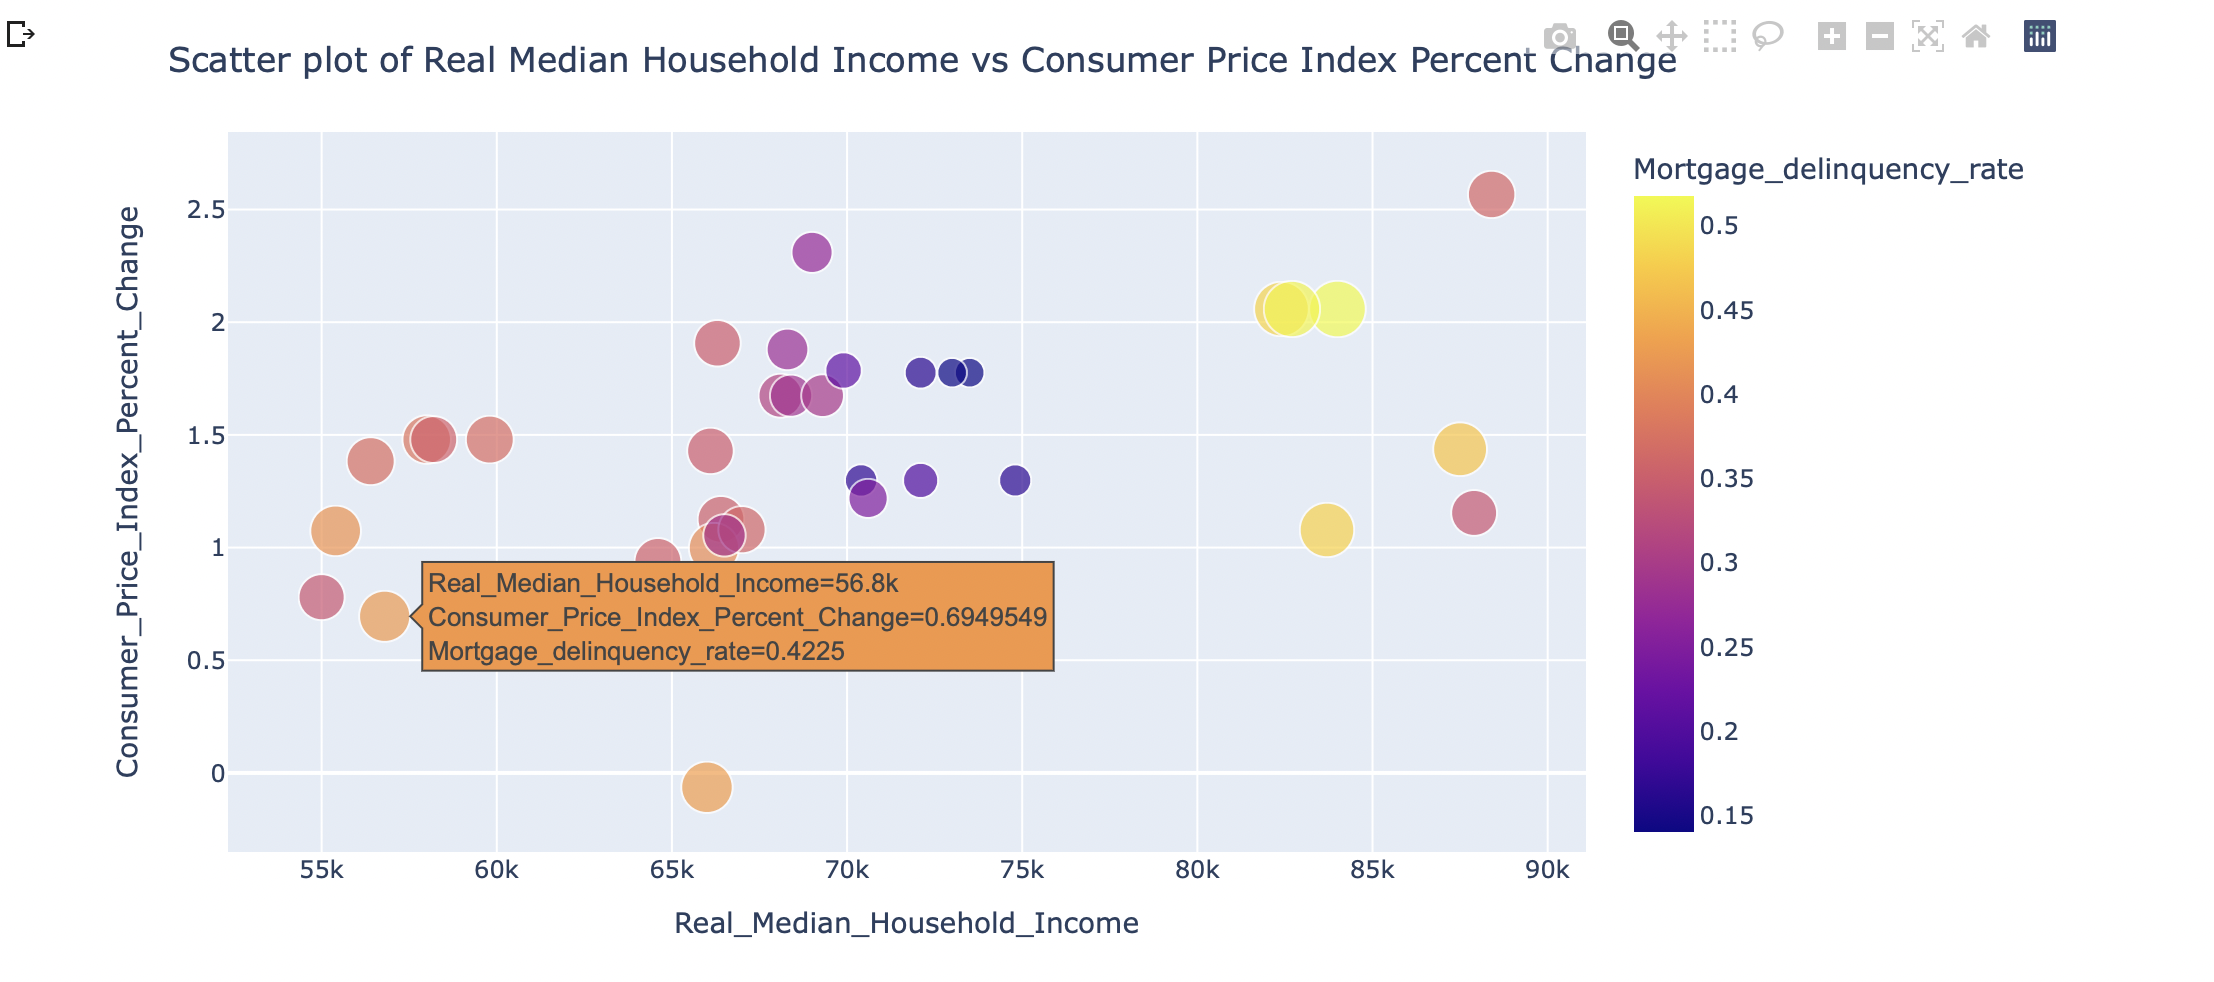 Scatter plot of Real Median Household Income vs Consumer Price Index Percent Change
Consumer_Price_Index_Percent_Change
2.5
2
1.5
1
0.5
0
Real_Median_Household_Income=56.8k
Consumer_Price_Index_Percent_Change=0.6949549
Mortgage_delinquency_rate=0.4225
55k
60k
65k
70k
75k
80k
85k
90k
Real_Median_Household_Income
Mortgage_delinquency_rate
0.5
0.45
0.4
0.35
0.3
0.25
0.2
0.15